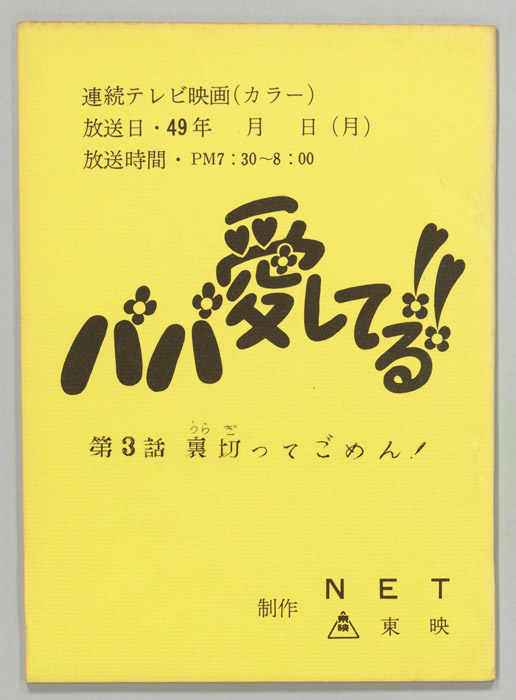 連続テレビ映画(カラー)
放送日・49年　月　日(月)
放送時間・PM7:30～8:00
パパ愛してる!!
うら ぎ
第3話 裏切ってごめん!
NET
制作
東映
東映